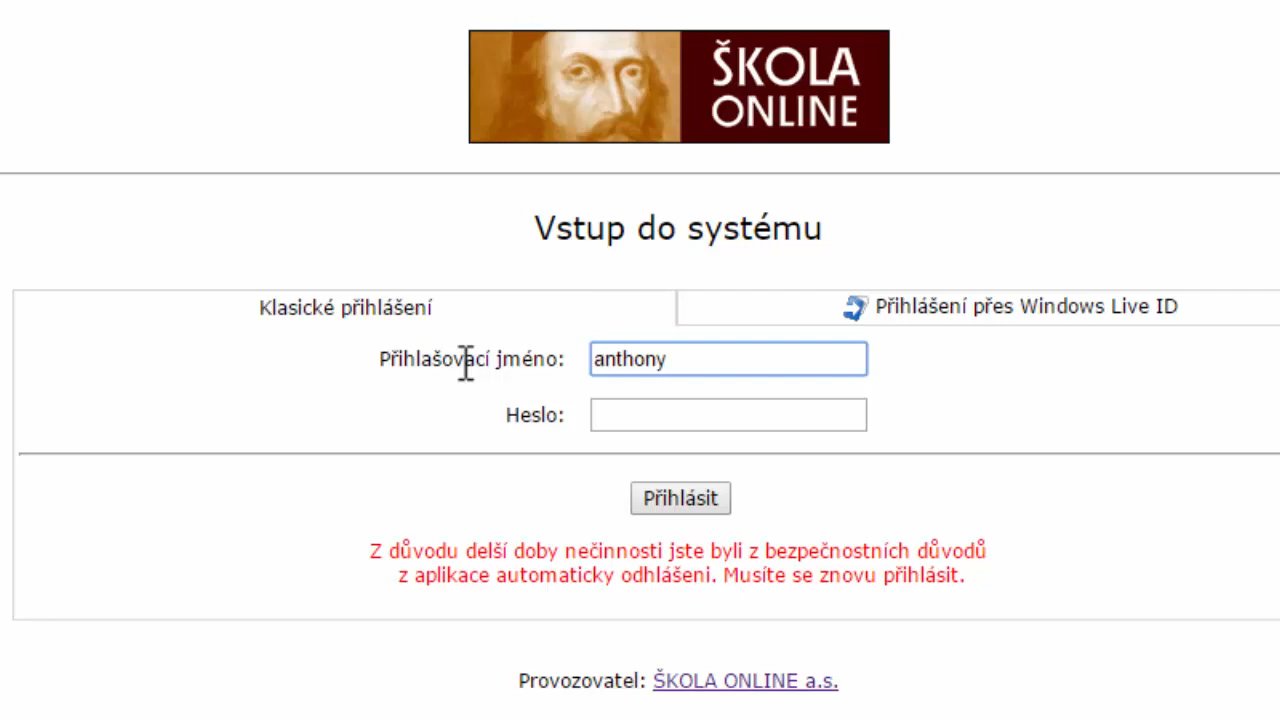 ŠKOLA
ONLINE
Vstup do systému
Klasické přihlášení
Přihlášení přes Windows Live ID
Přihlašovací jméno: anthony
Heslo:
Přihlásit
Z důvodu delší doby nečinnosti jste byli z bezpečnostních důvodů
z aplikace automaticky odhlášeni. Musíte se znovu přihlásit.
Provozovatel: ŠKOLA ONLINE a.s.